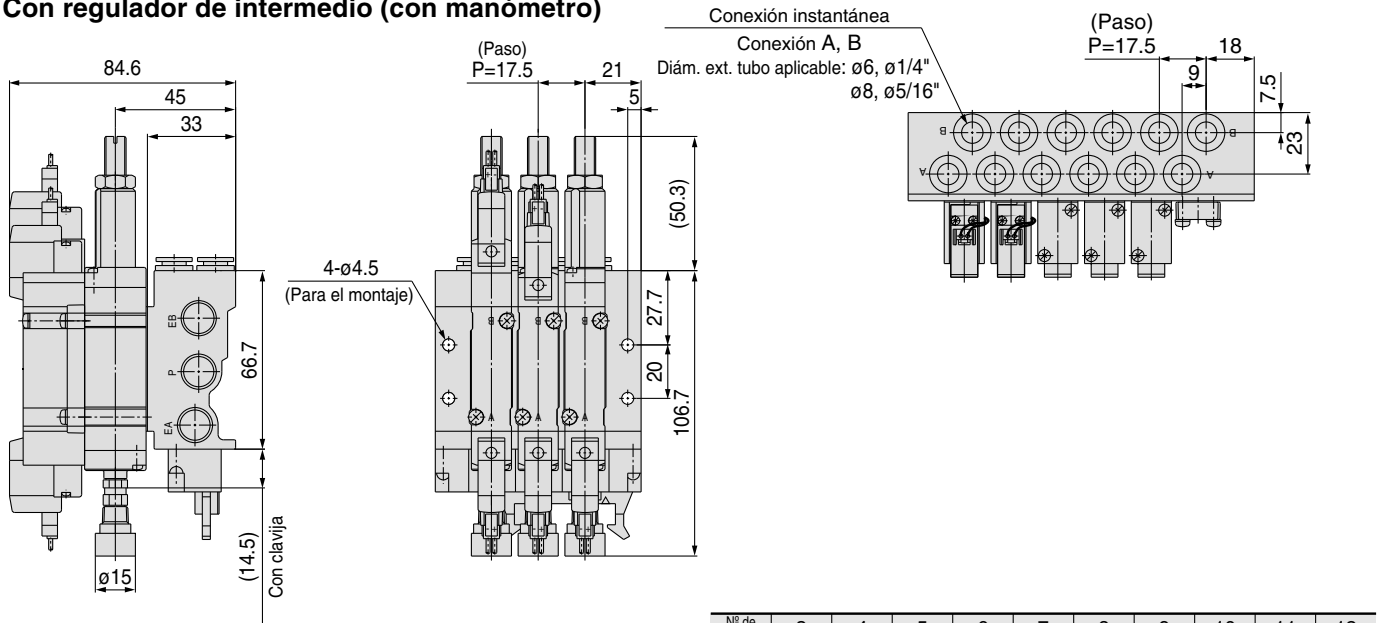 Con regulador de intermedio (con manómetro)
84.6
45
33
EB
P
EA
66.7
(14.5)
Con clavija
ø15
(Paso)
P=17.5
21
5
(50.3)
4-ø4.5
(Para el montaje)
27.7
20
106.7
B
B
B
A
A
A
Conexión instantánea
Conexión A, B
Diám. ext. tubo aplicable: ø6, ø1/4"
ø8, ø5/16"
(Paso)
P=17.5
18
9
7.5
23
B
B
A
A
Nº de